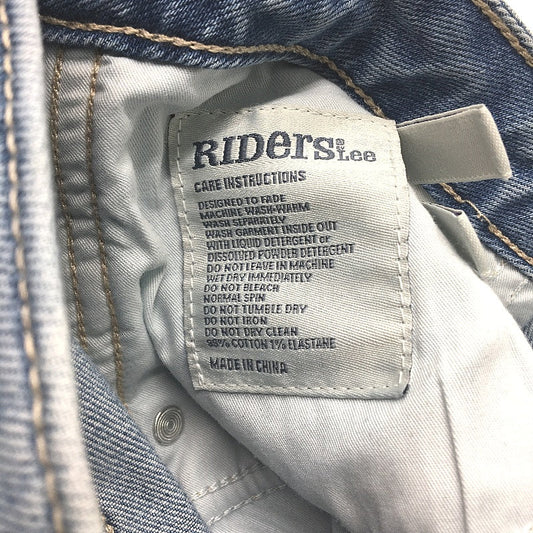 RIDERS BY Lee
CARE INSTRUCTIONS
DESIGNED TO FADE
MACHINE WASH-WARM
WASH SEPARATELY
WASH GARMENT INSIDE OUT
WITH LIQUID DETERGENT or
DISSOLVED POWDER DETERGENT
DO NOT LEAVE IN MACHINE
WET DRY IMMEDIATELY
DO NOT BLEACH
NORMAL SPIN
DO NOT TUMBLE DRY
DO NOT IRON
DO NOT DRY CLEAN
99% COTTON 1% ELASTANE
MADE IN CHINA